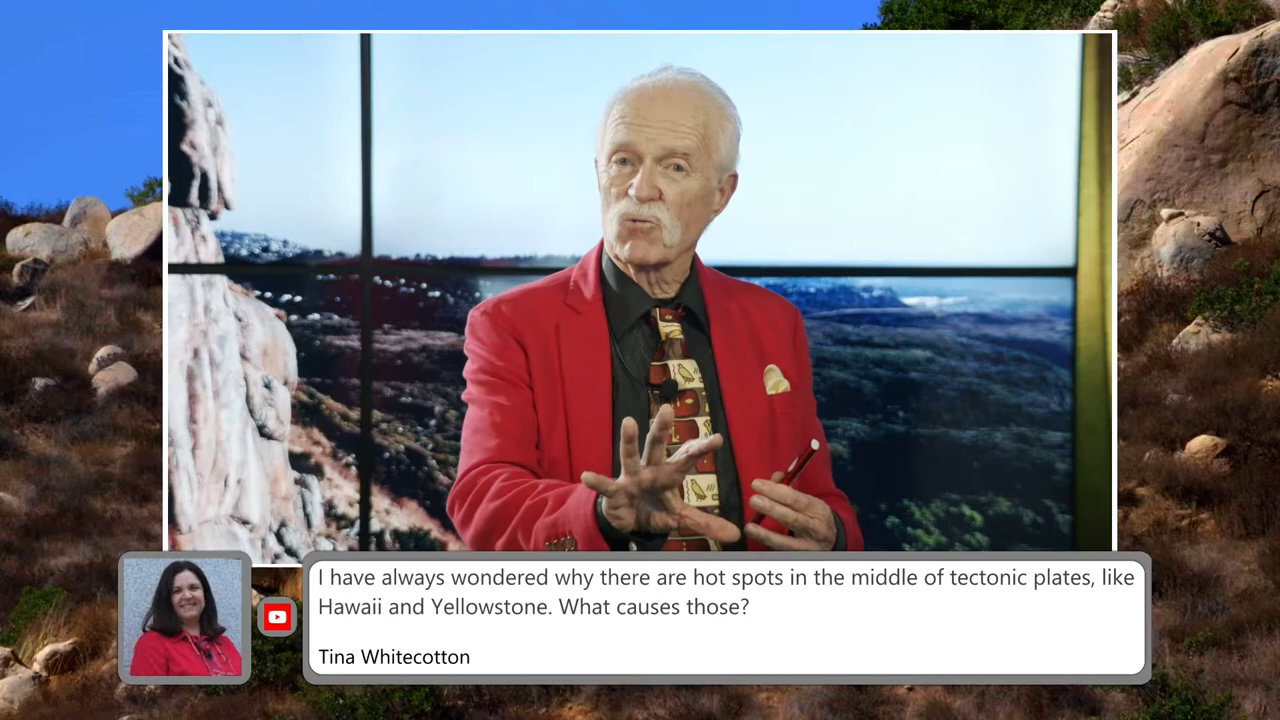 I have always wondered why there are hot spots in the middle of tectonic plates, like
Hawaii and Yellowstone. What causes those?
Tina Whitecotton